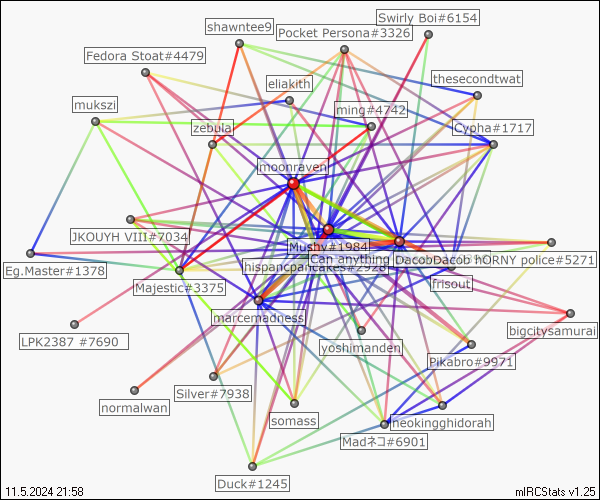 Swirly Boi#6154
shawntee9
Pocket Persona#3326
Fedora Stoat#4479
thesecondtwat
eliakith
mukszi
ming#4742
zebula
Cypha#1717
moonraven
JKOUYH VIII#7034
Mushy#1984
Can anything
DacobDacob
HORNY police#5271
Eg.Master#1378
hispancpancakes#2928
Majestic#3375
frisout
marcemadness
bigcitysamurai
LPK2387 #7690
yoshimanden
Pikabro#9971
Silver#7938
normalwan
somass
neokingghidorah
Madネコ#6901
Duck#1245
11.5.2024 21:58
mIRCStats v1.25